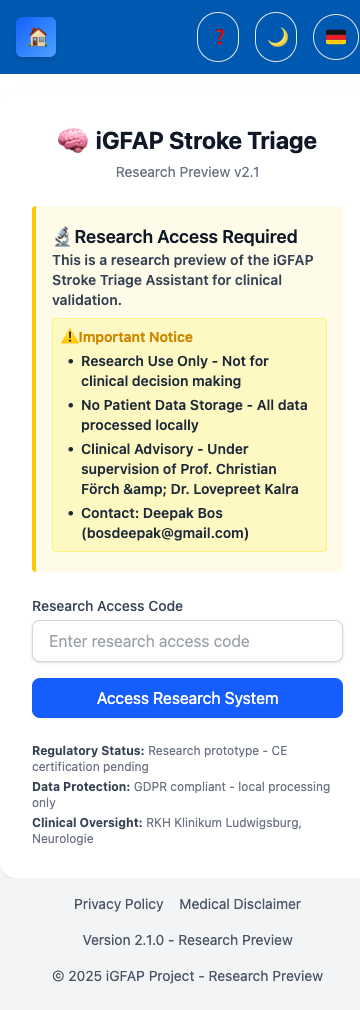 iGFAP Stroke Triage
Research Preview v2.1
Research Access Required
This is a research preview of the iGFAP
Stroke Triage Assistant for clinical
validation.
Important Notice
• Research Use Only - Not for
clinical decision making
• No Patient Data Storage - All data
processed locally
• Clinical Advisory - Under
supervision of Prof. Christian
Förch &amp; Dr. Lovepreet Kalra
• Contact: Deepak Bos
(bosdeepak@gmail.com)
Research Access Code
Enter research access code
Access Research System
Regulatory Status: Research prototype - CE
certification pending
Data Protection: GDPR compliant - local processing
only
Clinical Oversight: RKH Klinikum Ludwigsburg,
Neurologie
Privacy Policy Medical Disclaimer
Version 2.1.0 - Research Preview
© 2025 iGFAP Project - Research Preview